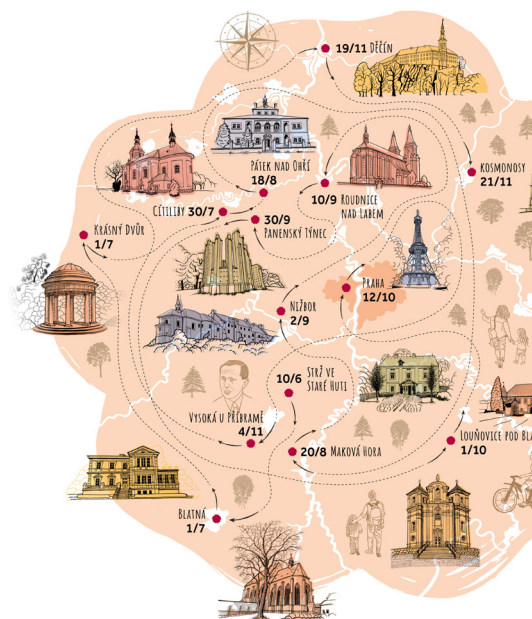 19/11 Děčín
Pátek nad Ohří
18/8
Kosmonosy
21/11
10/9 Roudnice
nad Labem
Cítiliby 30/7
30/9
Panenský Týnec
Krásný Dvůr
1/7
Praha
12/10
Nižbor
2/9
10/6 Strž ve
Staré Huti
Vysoká u Příbramě
4/11
20/8 Maková Hora
Louňovice pod Bla
1/10
Blatná
1/7